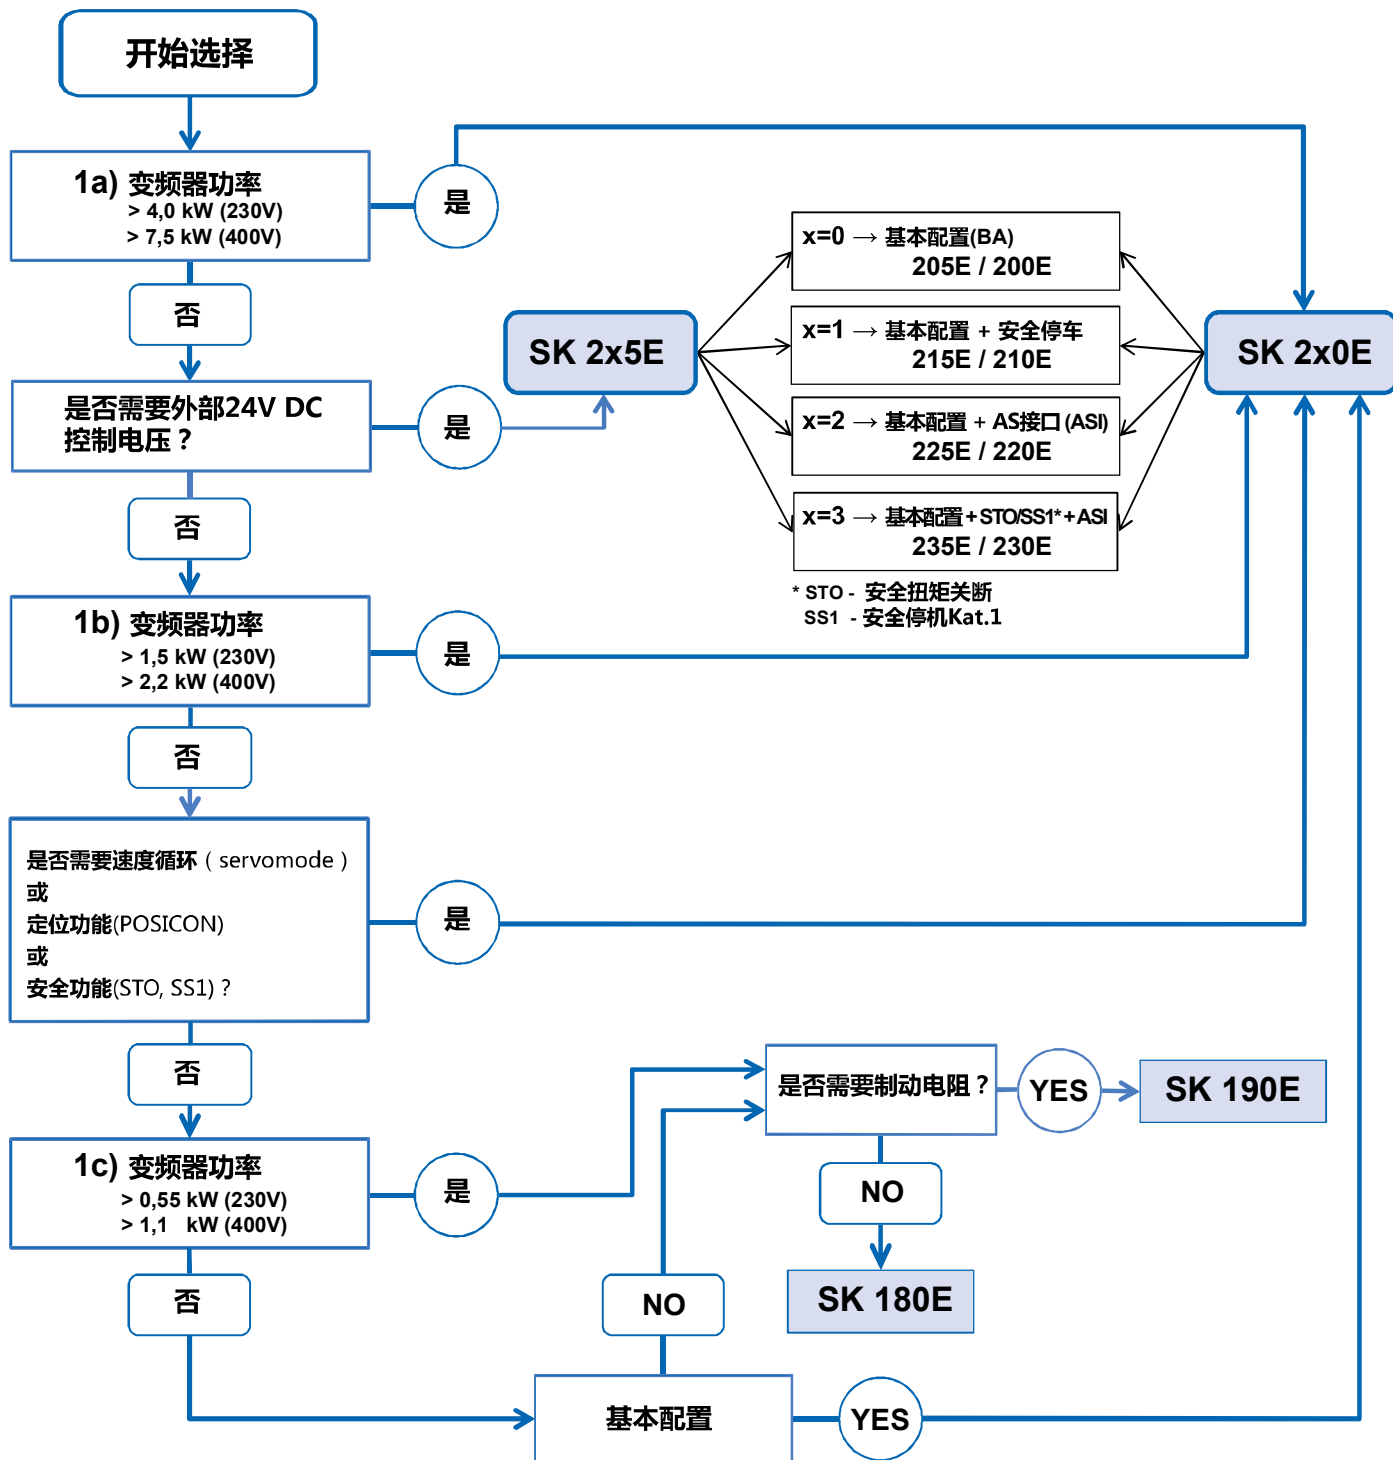 开始选择
1a) 变频器功率
> 4,0 kW (230V)
> 7,5 kW (400V)
是
否
是否需要外部24V DC
控制电压？
是
否
1b) 变频器功率
> 1,5 kW (230V)
> 2,2 kW (400V)
是
否
是否需要速度循环（servomode）
或
定位功能(POSICON)
或
安全功能(STO, SS1)？
是
否
1c) 变频器功率
> 0,55 kW (230V)
> 1,1 kW (400V)
是
否
SK 2x5E
x=0 → 基本配置(BA)
205E / 200E
x=1 → 基本配置 + 安全停车
215E / 210E
x=2 → 基本配置 + AS接口(ASI)
225E / 220E
x=3 → 基本配置+STO/SS1*+ASI
235E / 230E
* STO - 安全扭矩关断
SS1 - 安全停机Kat.1
SK 2x0E
是否需要制动电阻？
YES
SK 190E
NO
SK 180E
NO
基本配置
YES